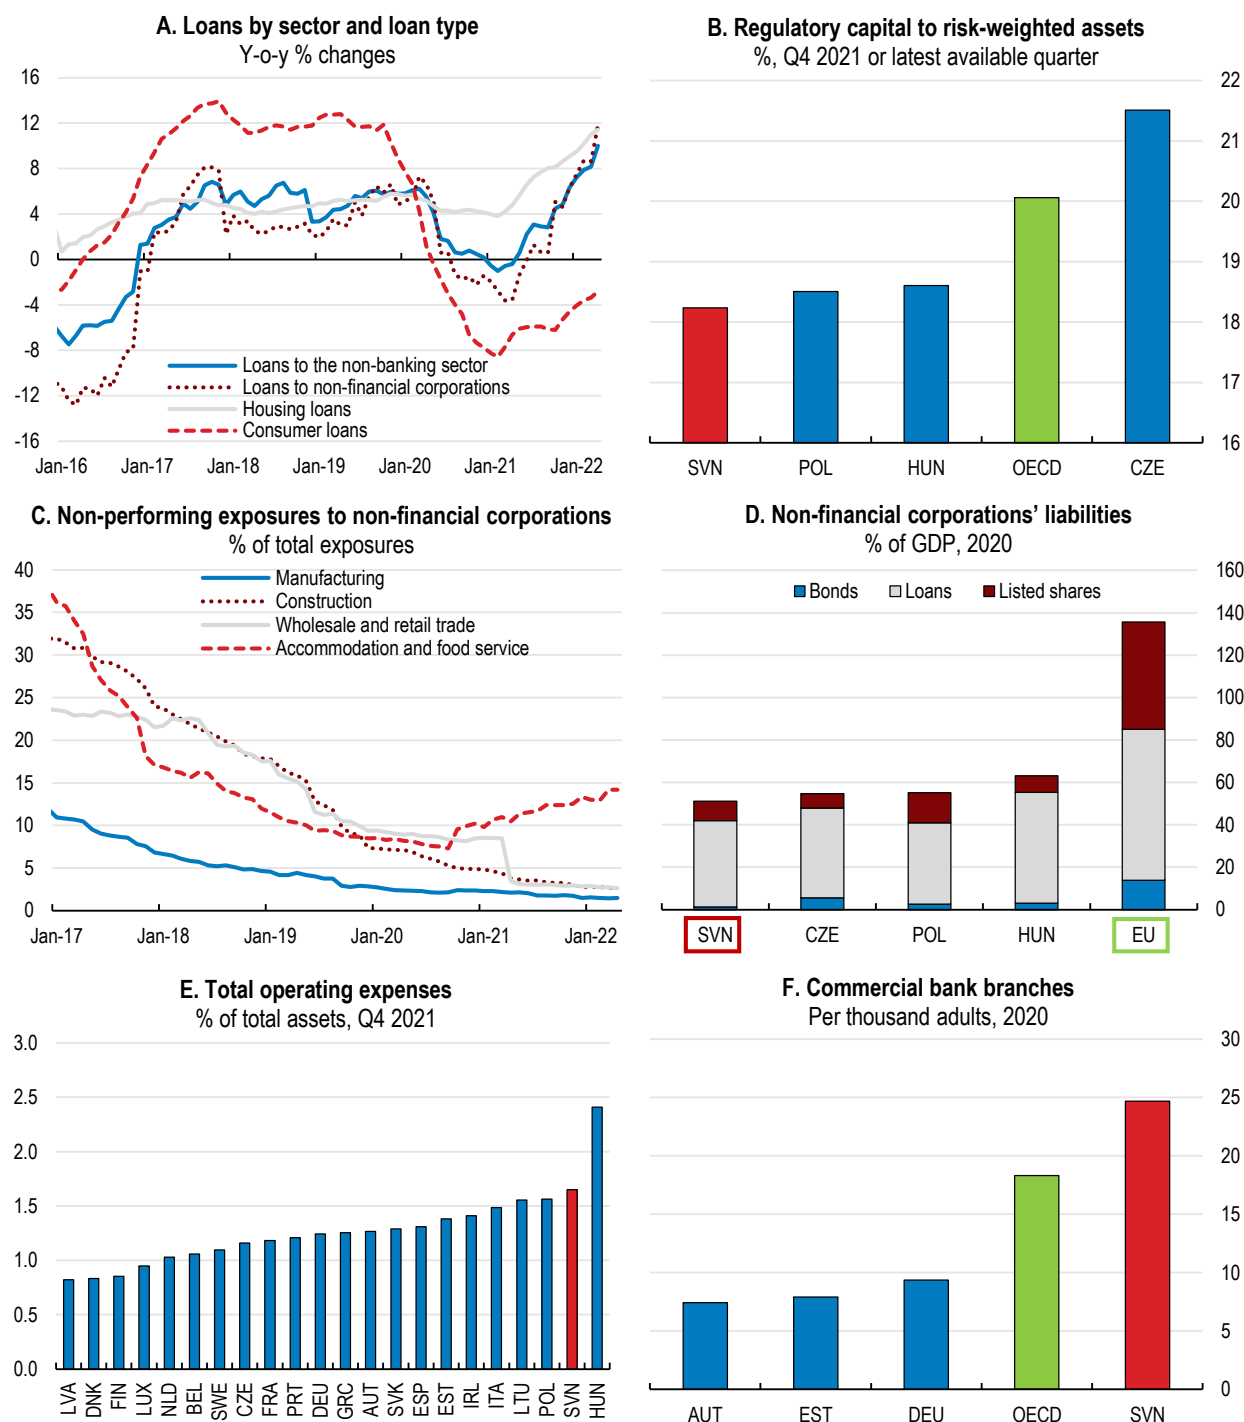 A. Loans by sector and loan type
Y-o-y % changes
16
12
8
4
0
-4
-8
-12
-16
Loans to the non-banking sector
Loans to non-financial corporations
Housing loans
Consumer loans
Jan-16 Jan-17 Jan-18 Jan-19 Jan-20 Jan-21 Jan-22
B. Regulatory capital to risk-weighted assets
%, Q4 2021 or latest available quarter
22
21
20
19
18
17
16
SVN POL HUN OECD CZE
C. Non-performing exposures to non-financial corporations
% of total exposures
40
35
30
25
20
15
10
5
0
Manufacturing
Construction
Wholesale and retail trade
Accommodation and food service
Jan-17 Jan-18 Jan-19 Jan-20 Jan-21 Jan-22
D. Non-financial corporations’ liabilities
% of GDP, 2020
160
140
120
100
80
60
40
20
0
Bonds Loans Listed shares
SVN CZE POL HUN EU
E. Total operating expenses
% of total assets, Q4 2021
3.0
2.5
2.0
1.5
1.0
0.5
0.0
LVA DNK FIN LUX NLD BEL SWE CZE FRA PRT DEU GRC AUT SVK ESP EST IRL ITA LTU POL SVN HUN
F. Commercial bank branches
Per thousand adults, 2020
30
25
20
15
10
5
0
AUT EST DEU OECD SVN